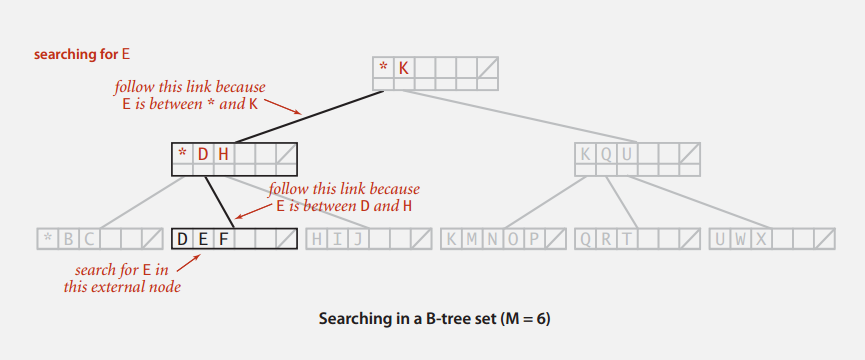 searching for E
* K
follow this link because
E is between * and K
* D H
K Q U
follow this link because
E is between D and H
* B C
D E F
H I J
K M N O P
Q R T
U W X
search for E in
this external node
Searching in a B-tree set (M = 6)